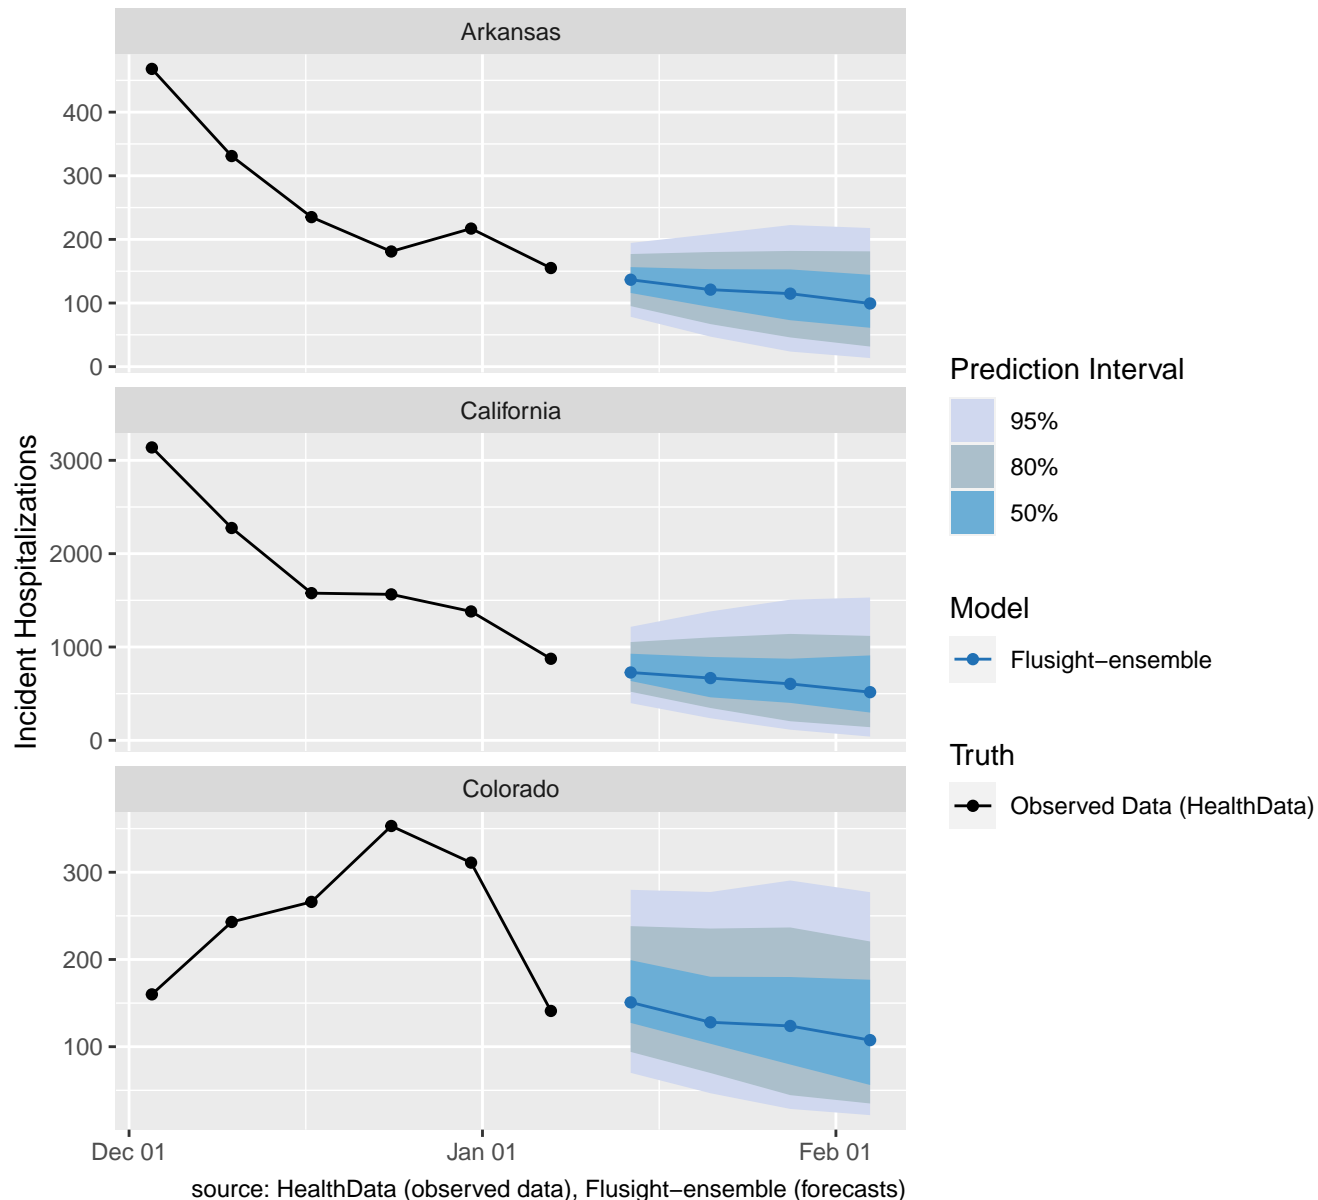 Arkansas
400
300
200
100
0
California
3000
2000
1000
0
Colorado
300
200
100
Dec 01
Jan 01
Feb 01
Incident Hospitalizations
source: HealthData (observed data), Flusight−ensemble (forecasts)
Prediction Interval
95%
80%
50%
Model
Flusight−ensemble
Truth
Observed Data (HealthData)